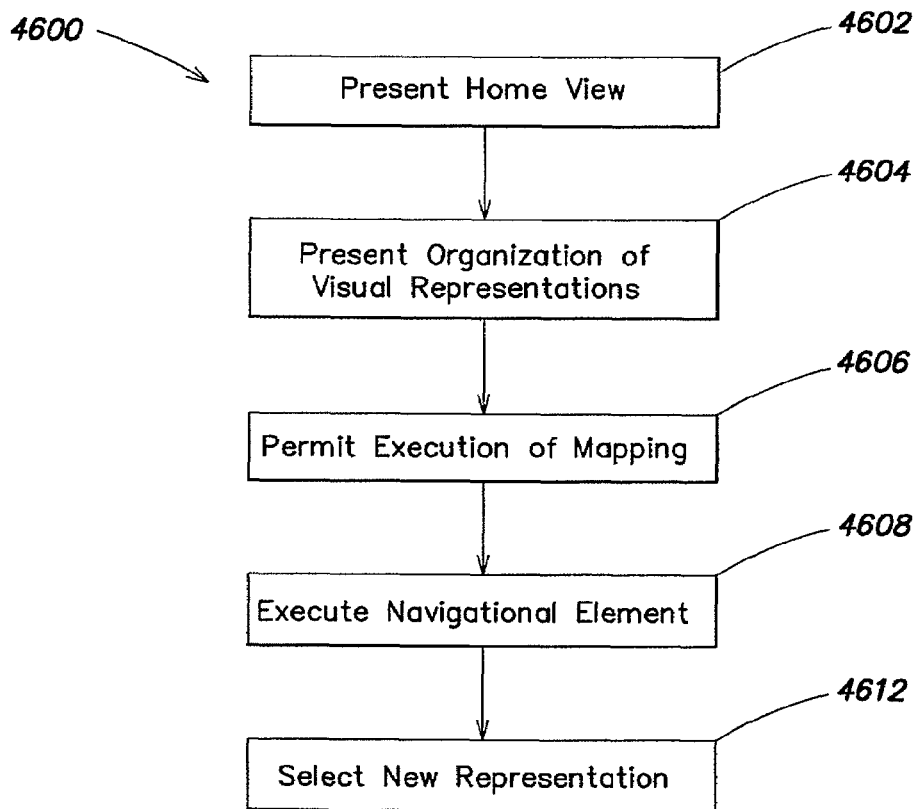 4600
4602
Present Home View
4604
Present Organization of
Visual Representations
4606
Permit Execution of Mapping
4608
Execute Navigational Element
4612
Select New Representation